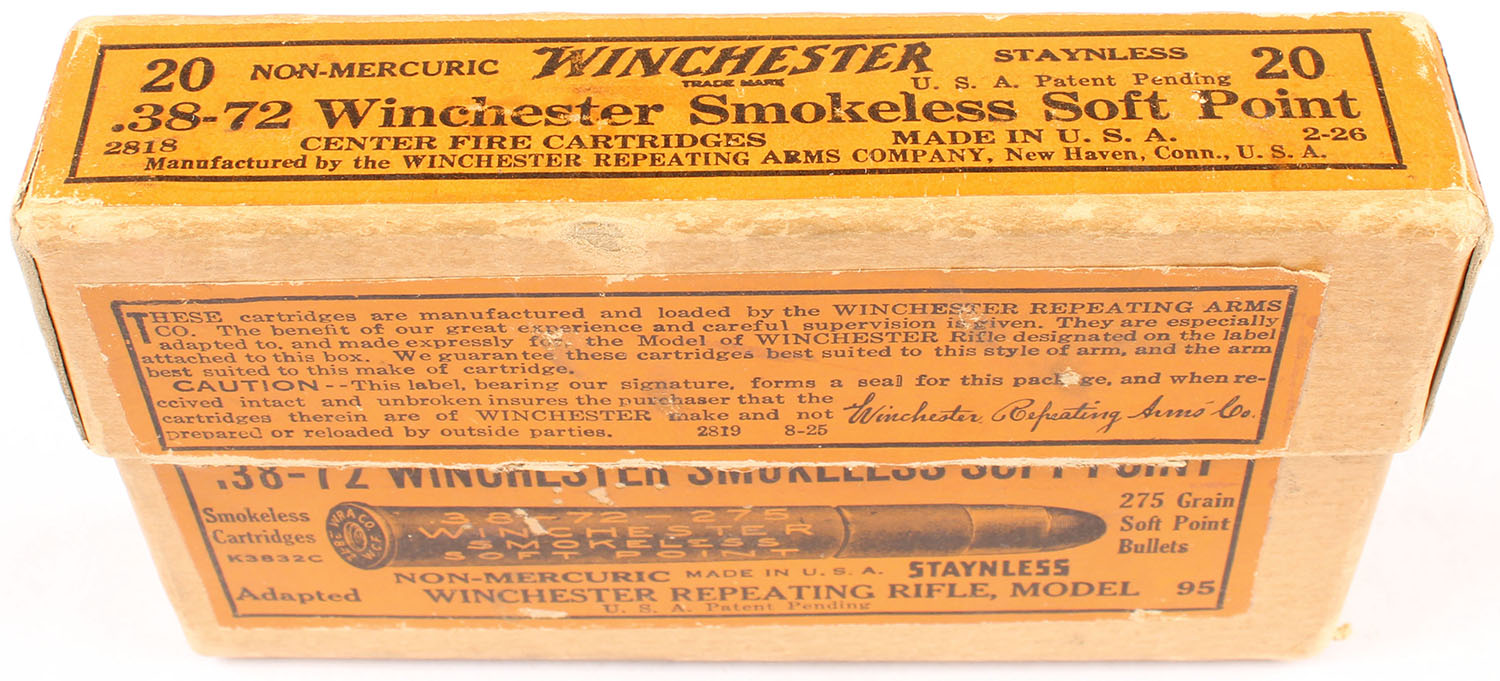 20 NON-MERCURIC WINCHESTER STAYNLESS 20
TRADE MARK U. S. A. Patent Pending
.38-72 Winchester Smokeless Soft Point
2818 CENTER FIRE CARTRIDGES MADE IN U. S. A. 2-26
Manufactured by the WINCHESTER REPEATING ARMS COMPANY, New Haven, Conn., U. S. A.
THESE cartridges are manufactured and loaded by the WINCHESTER REPEATING ARMS
CO. The benefit of our great experience and careful supervision is given. They are especially
adapted to, and made expressly for the Model of WINCHESTER Rifle designated on the label
attached to this box. We guarantee these cartridges best suited to this style of arm, and the arm
best suited to this make of cartridge.
CAUTION--This label, bearing our signature, forms a seal for this package, and when re-
ceived intact and unbroken insures the purchaser that the
cartridges therein are of WINCHESTER make and not
prepared or reloaded by outside parties. 2819 8-25
Winchester Repeating Arms Co.
.38-72 WINCHESTER SMOKELESS SOFT POINT
Smokeless
Cartridges
K3832C
W.R.A.CO.
38-72 W.C.F.
38-72-275
WINCHESTER
SMOKELESS
SOFT POINT
275 Grain
Soft Point
Bullets
NON-MERCURIC MADE IN U. S. A. STAYNLESS
Adapted WINCHESTER REPEATING RIFLE, MODEL 95
U. S. A. Patent Pending